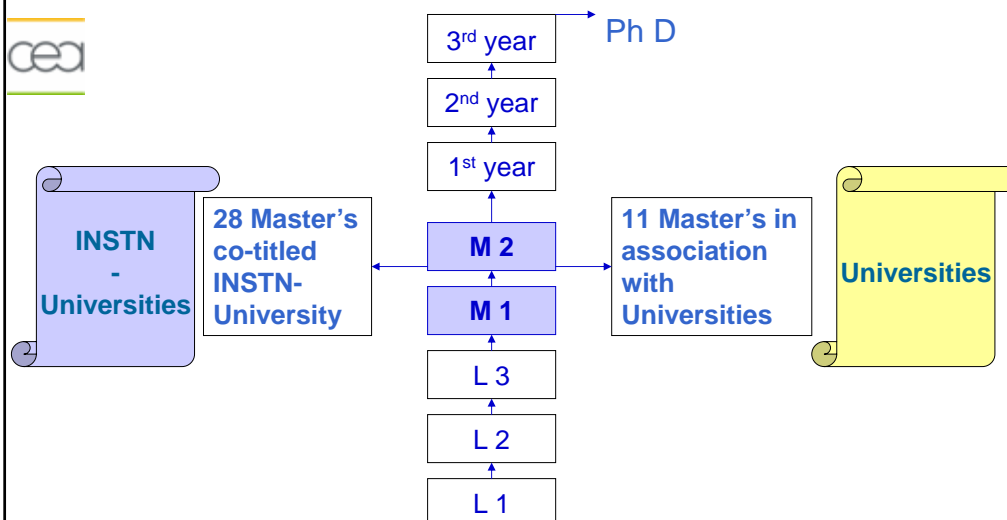 cea
3rd year
Ph D
2nd year
1st year
INSTN
-
Universities
28 Master's
co-titled
INSTN-
University
M 2
11 Master's in
association
with
Universities
Universities
M 1
L 3
L 2
L 1